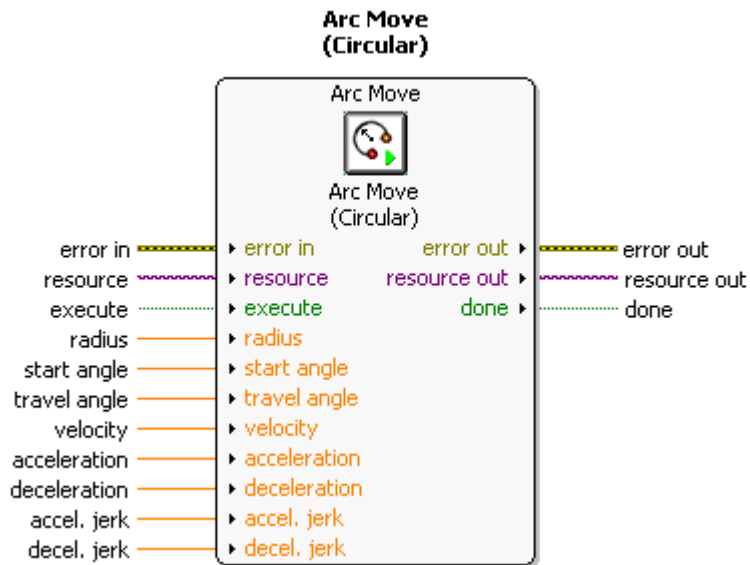 Arc Move
(Circular)
Arc Move
Arc Move
(Circular)
error in error in error out error out
resource resource resource out resource out
execute execute done done
radius radius
start angle start angle
travel angle travel angle
velocity velocity
acceleration acceleration
deceleration deceleration
accel. jerk accel. jerk
decel. jerk decel. jerk